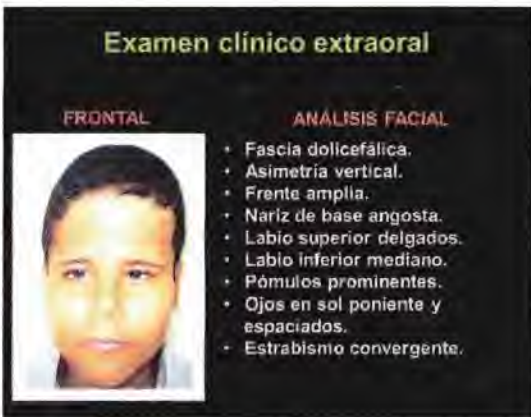 Examen clínico extraoral
FRONTAL
ANÁLISIS FACIAL
• Fascia dolicefálica.
• Asimetría vertical.
• Frente amplia.
• Nariz de base angosta.
• Labio superior delgados.
• Labio inferior mediano.
• Pómulos prominentes.
• Ojos en sol poniente y
espaciados.
• Estrabismo convergente.